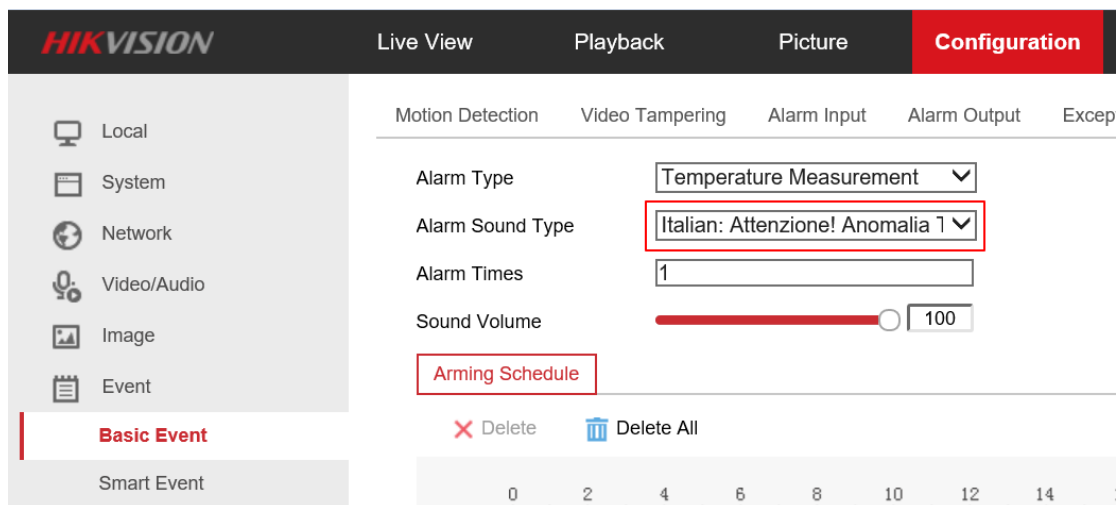 HIKVISION Live View Playback Picture Configuration
Motion Detection Video Tampering Alarm Input Alarm Output Excep
Local
System
Network
Video/Audio
Image
Event
Basic Event
Smart Event
Alarm Type Temperature Measurement
Alarm Sound Type Italian: Attenzione! Anomalia T
Alarm Times 1
Sound Volume 100
Arming Schedule
Delete Delete All
0 2 4 6 8 10 12 14